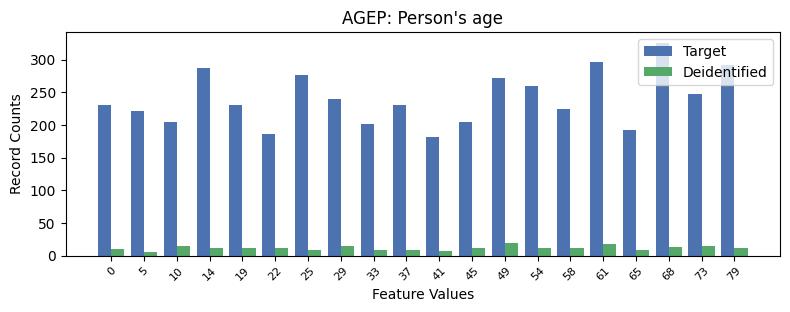 AGEP: Person's age
Target
Deidentified
Record Counts
300
250
200
150
100
50
0
0 5 10 14 19 22 25 29 33 37 41 45 49 54 58 61 65 68 73 79
Feature Values